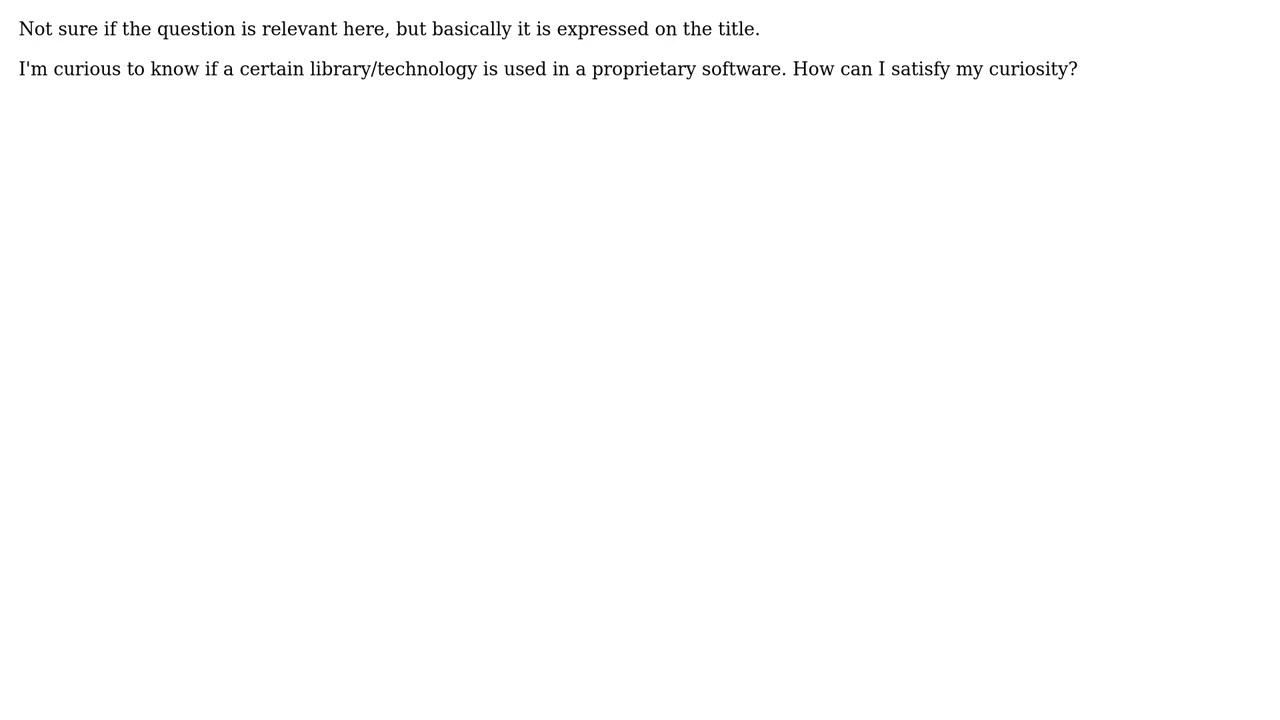 Not sure if the question is relevant here, but basically it is expressed on the title.
I'm curious to know if a certain library/technology is used in a proprietary software. How can I satisfy my curiosity?